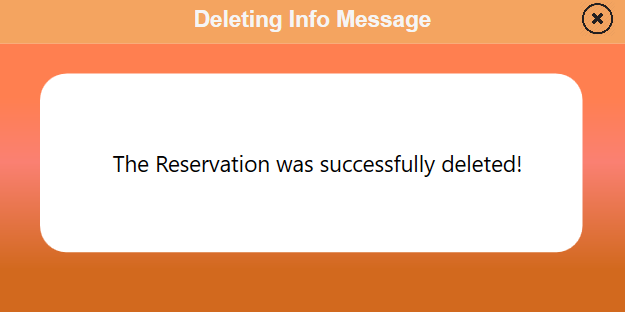 Deleting Info Message
The Reservation was successfully deleted!